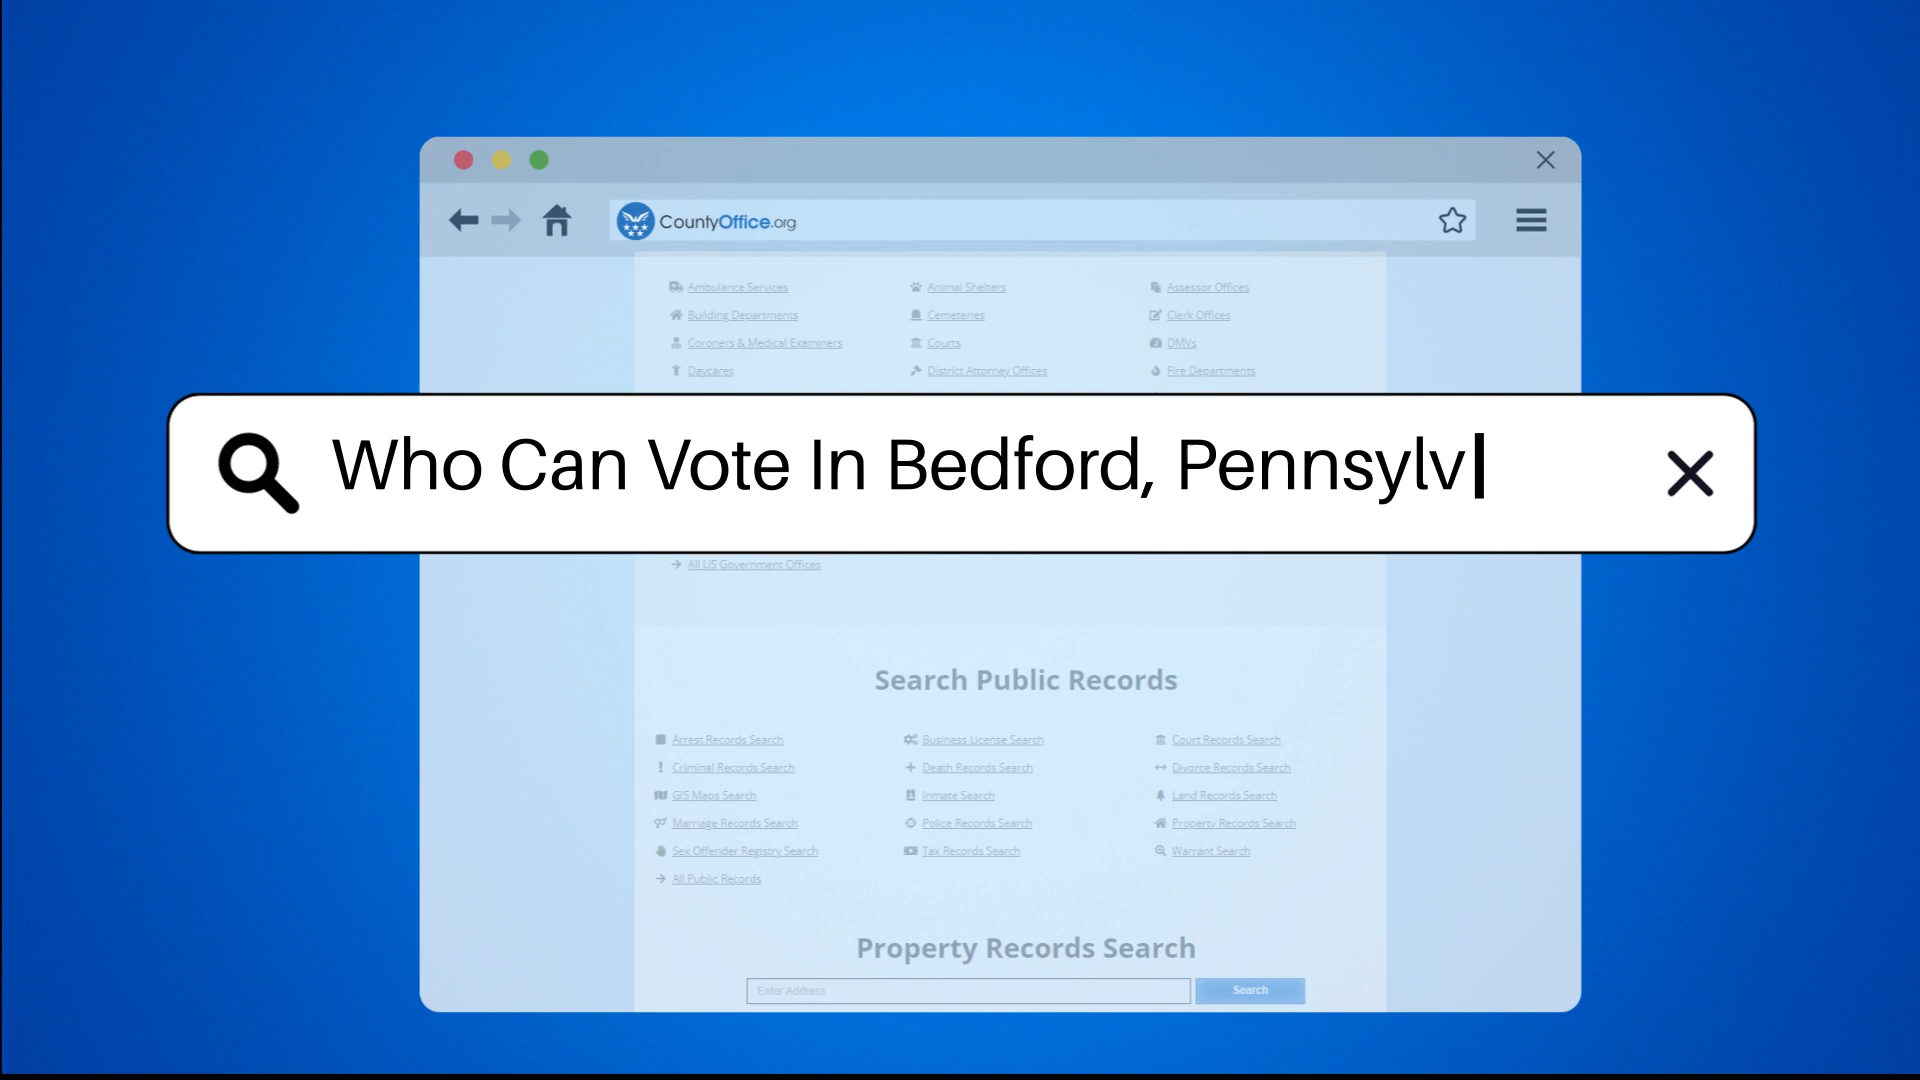 CountyOffice.org
Ambulance Services Animal Shelters Assessor Offices
Building Departments Cemeteries Clerk Offices
Coroners & Medical Examiners Courts DMVs
Daycares District Attorney Offices Fire Departments
Who Can Vote In Bedford, Pennsylv
All US Government Offices
Search Public Records
Arrest Records Search Business License Search Court Records Search
Criminal Records Search Death Records Search Divorce Records Search
GIS Maps Search Inmate Search Land Records Search
Marriage Records Search Police Records Search Property Records Search
Sex Offender Registry Search Tax Records Search Warrant Search
All Public Records
Property Records Search
Enter Address Search